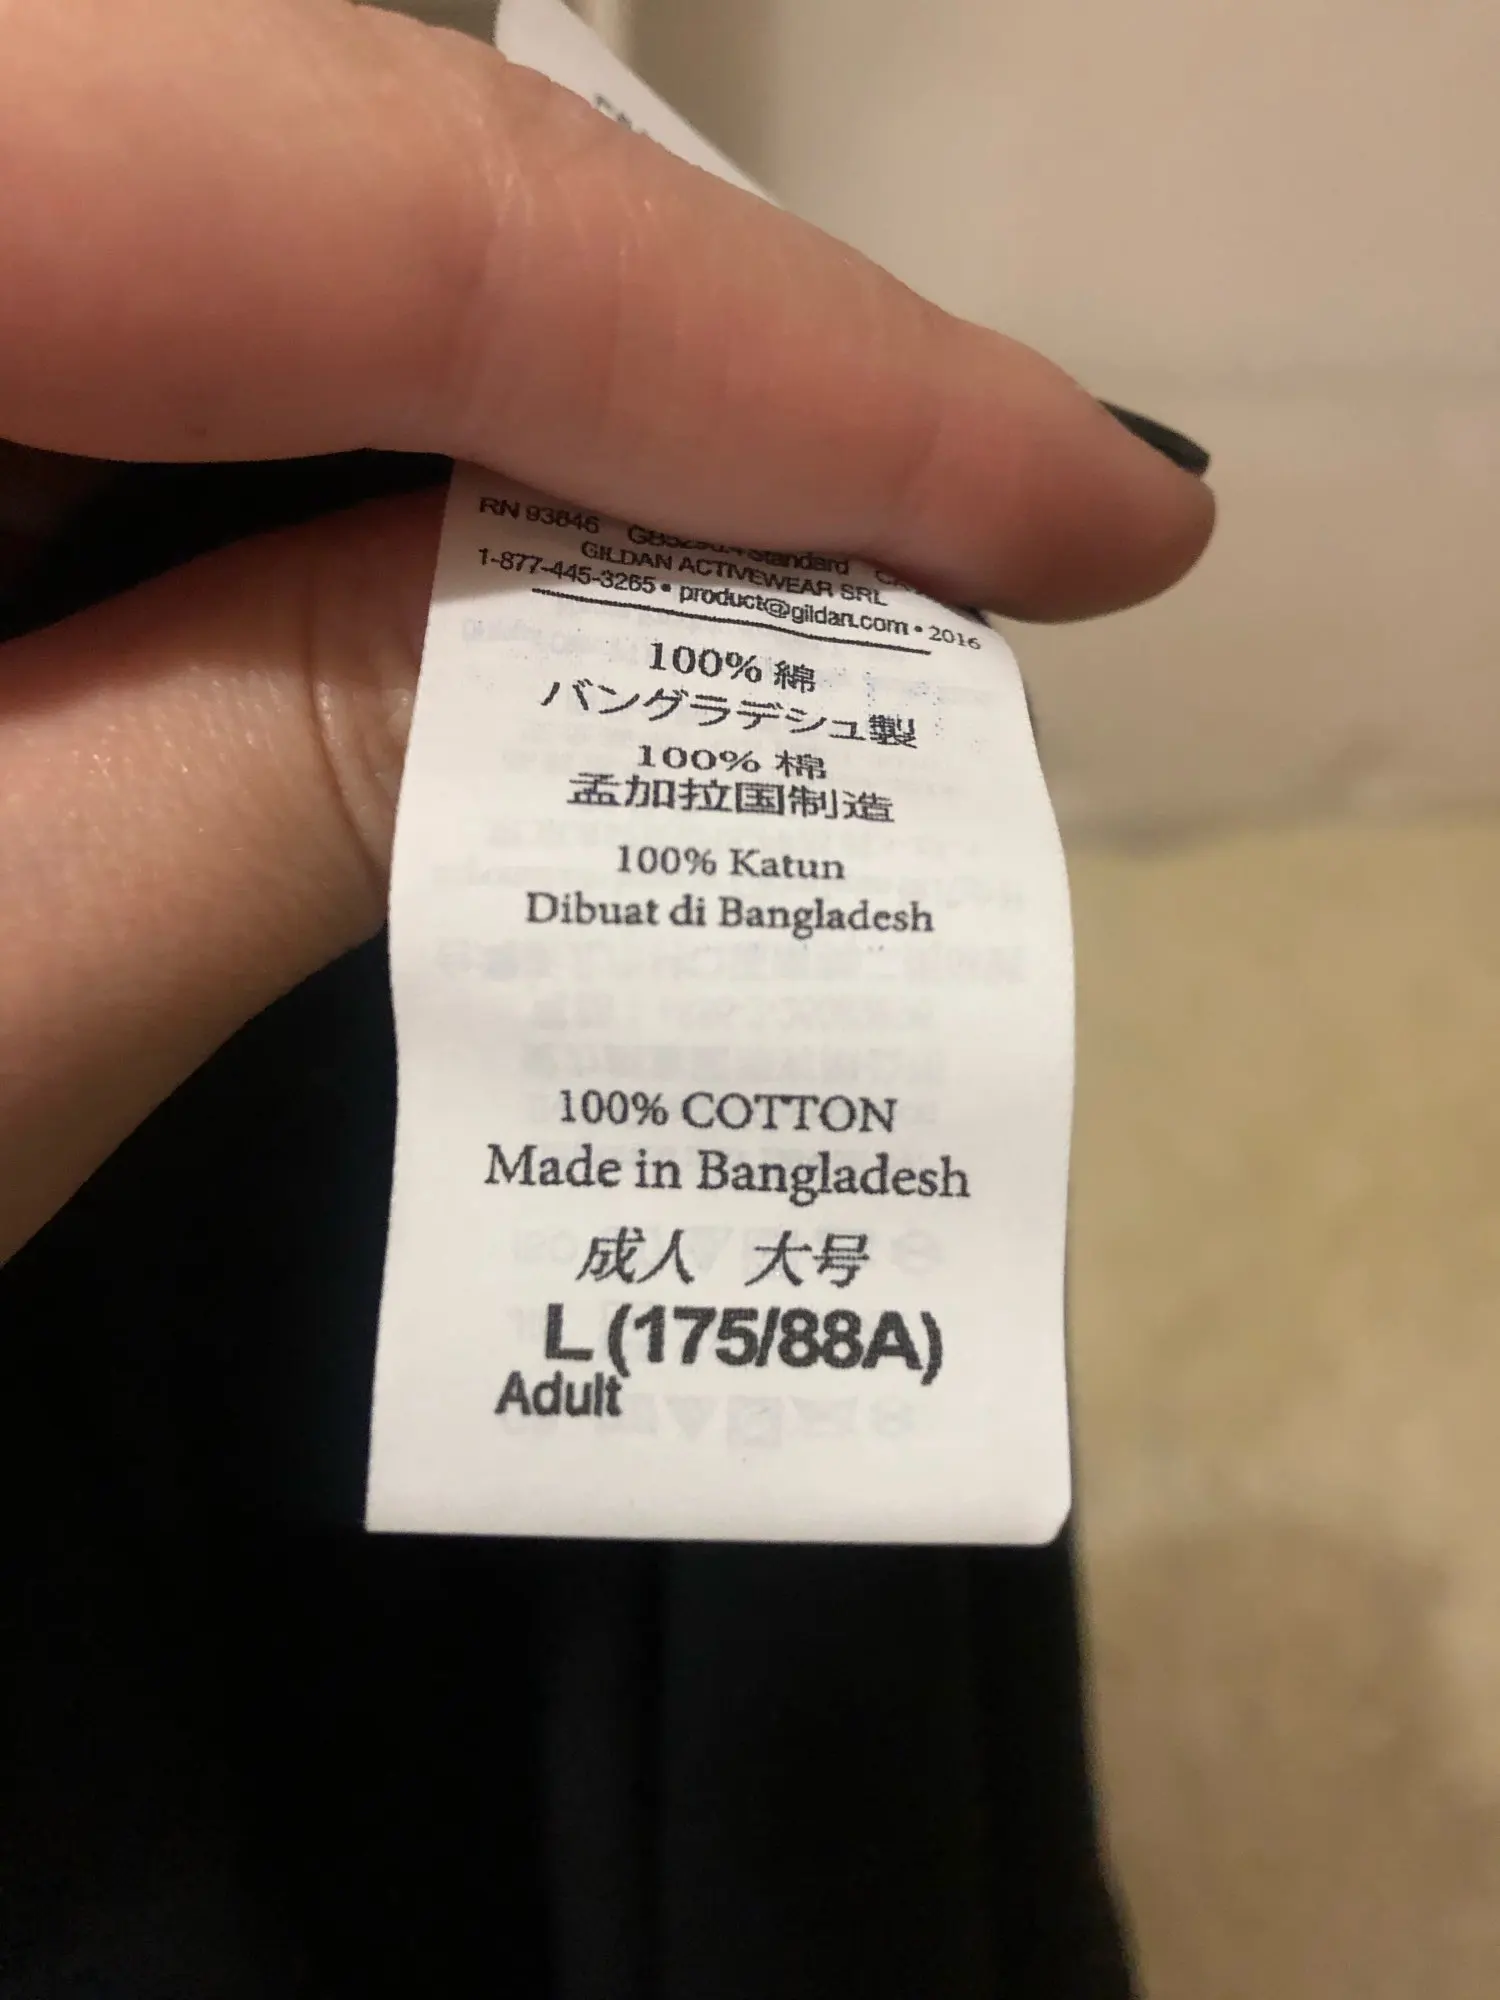 RN 93846 Standard
GILDAN ACTIVEWEAR SRL
1-877-445-3265 • product@gildan.com • 2016
100% 綿
バングラデシュ製
100% 棉
孟加拉国制造
100% Katun
Dibuat di Bangladesh
100% COTTON
Made in Bangladesh
成人 大号
L (175/88A)
Adult